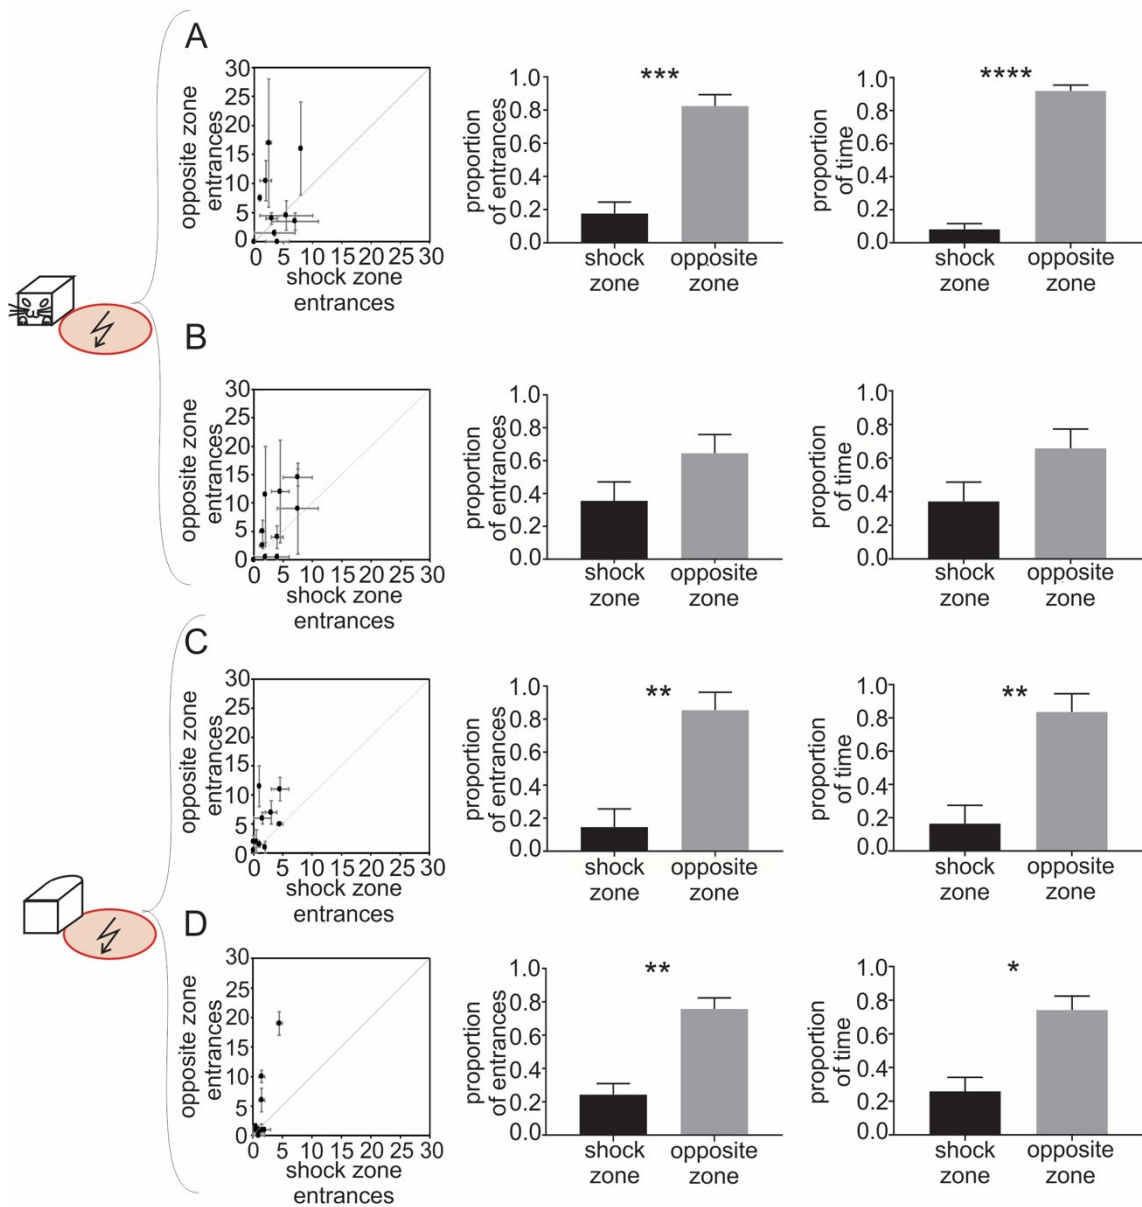 A
30
25
20
15
10
5
0
opposite zone
entrances
0 5 10 15 20 25 30
shock zone
entrances
***
1.0
0.8
0.6
0.4
0.2
0.0
proportion
of entrances
shock
zone
opposite
zone
****
1.0
0.8
0.6
0.4
0.2
0.0
proportion
of time
shock
zone
opposite
zone
B
30
25
20
15
10
5
0
opposite zone
entrances
0 5 10 15 20 25 30
shock zone
entrances
1.0
0.8
0.6
0.4
0.2
0.0
proportion
of entrances
shock
zone
opposite
zone
1.0
0.8
0.6
0.4
0.2
0.0
proportion
of time
shock
zone
opposite
zone
C
30
25
20
15
10
5
0
opposite zone
entrances
0 5 10 15 20 25 30
shock zone
entrances
**
1.0
0.8
0.6
0.4
0.2
0.0
proportion
of entrances
shock
zone
opposite
zone
**
1.0
0.8
0.6
0.4
0.2
0.0
proportion
of time
shock
zone
opposite
zone
D
30
25
20
15
10
5
0
opposite zone
entrances
0 5 10 15 20 25 30
shock zone
entrances
**
1.0
0.8
0.6
0.4
0.2
0.0
proportion
of entrances
shock
zone
opposite
zone
*
1.0
0.8
0.6
0.4
0.2
0.0
proportion
of time
shock
zone
opposite
zone